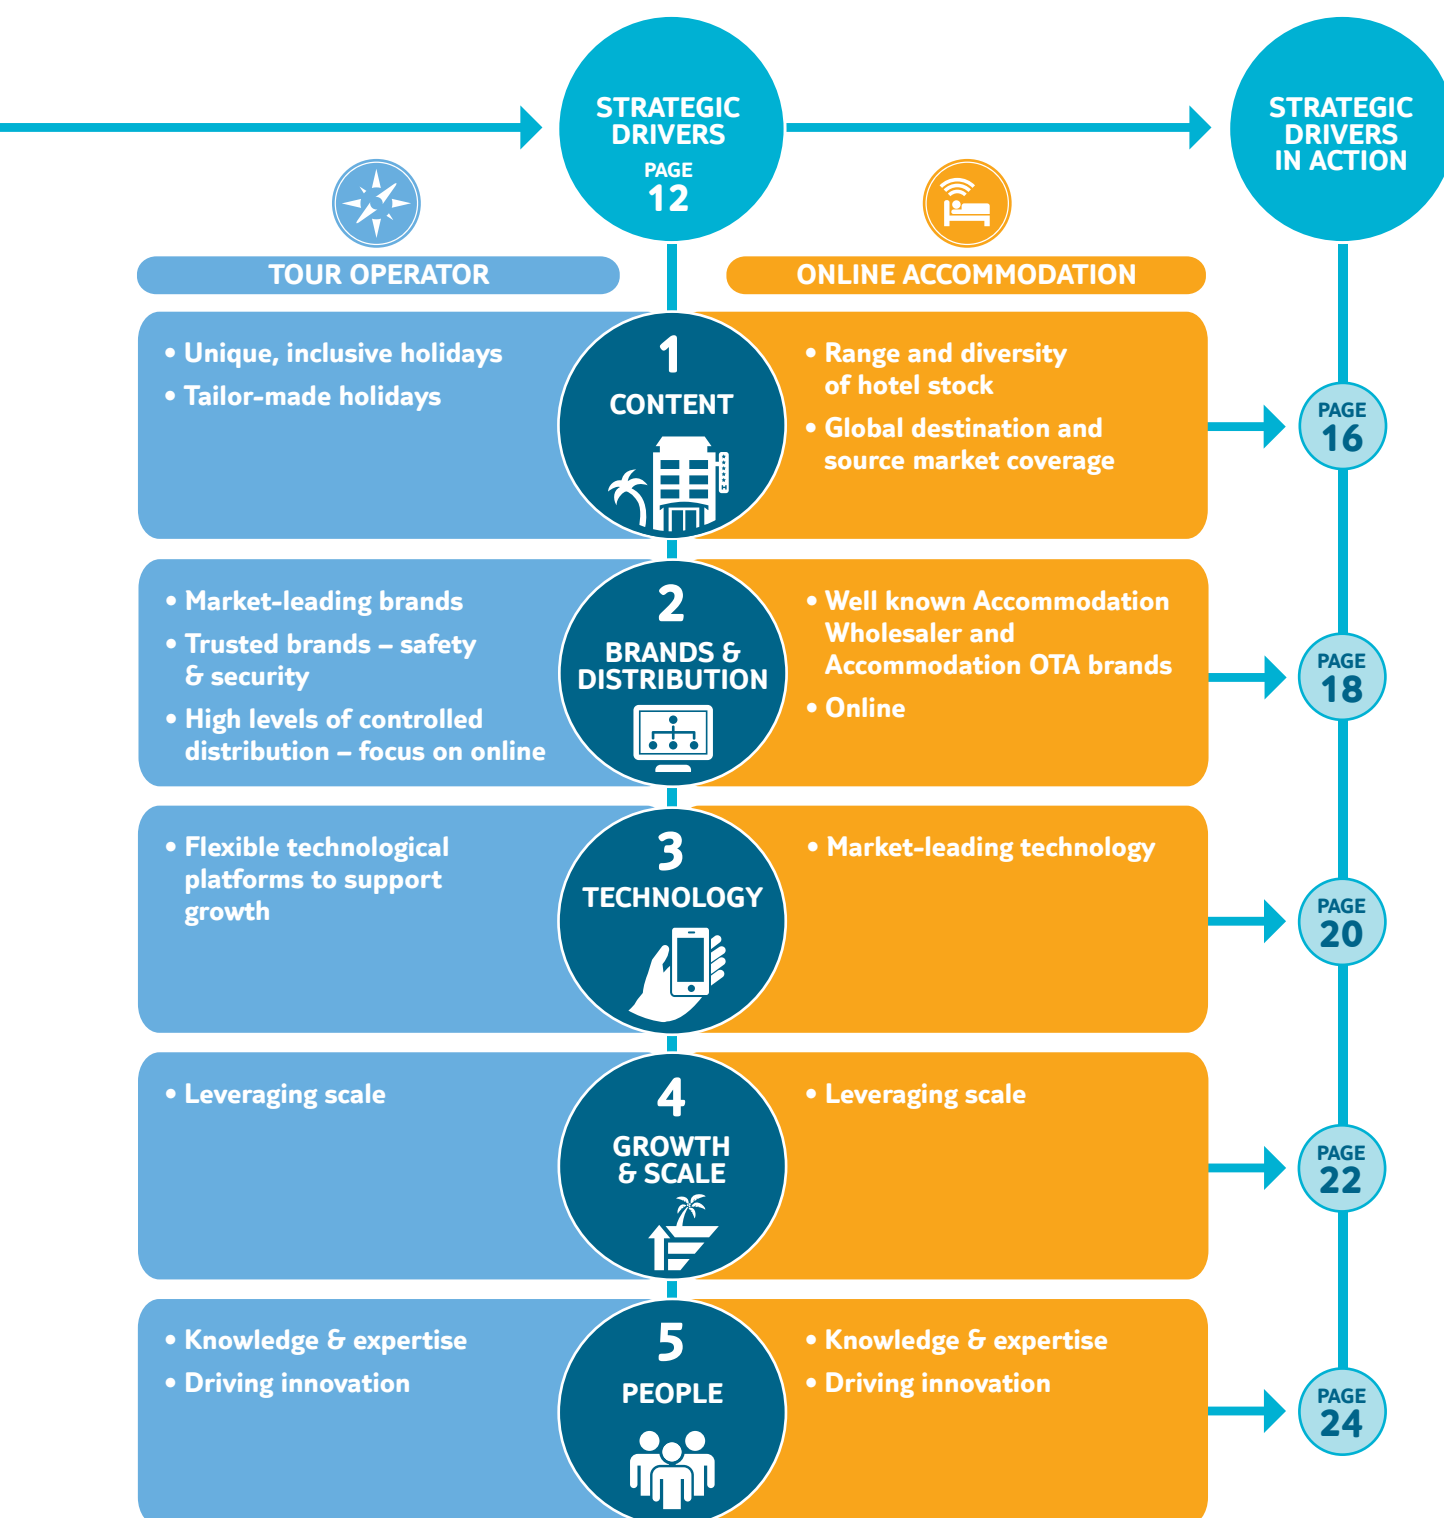 STRATEGIC
DRIVERS
PAGE
12
STRATEGIC
DRIVERS
IN ACTION
TOUR OPERATOR
ONLINE ACCOMMODATION
• Unique, inclusive holidays
• Tailor-made holidays
1
CONTENT
• Range and diversity
of hotel stock
• Global destination and
source market coverage
PAGE
16
• Market-leading brands
• Trusted brands – safety
& security
• High levels of controlled
distribution – focus on online
2
BRANDS &
DISTRIBUTION
• Well known Accommodation
Wholesaler and
Accommodation OTA brands
• Online
PAGE
18
• Flexible technological
platforms to support
growth
3
TECHNOLOGY
• Market-leading technology
PAGE
20
• Leveraging scale
4
GROWTH
& SCALE
• Leveraging scale
PAGE
22
• Knowledge & expertise
• Driving innovation
5
PEOPLE
• Knowledge & expertise
• Driving innovation
PAGE
24